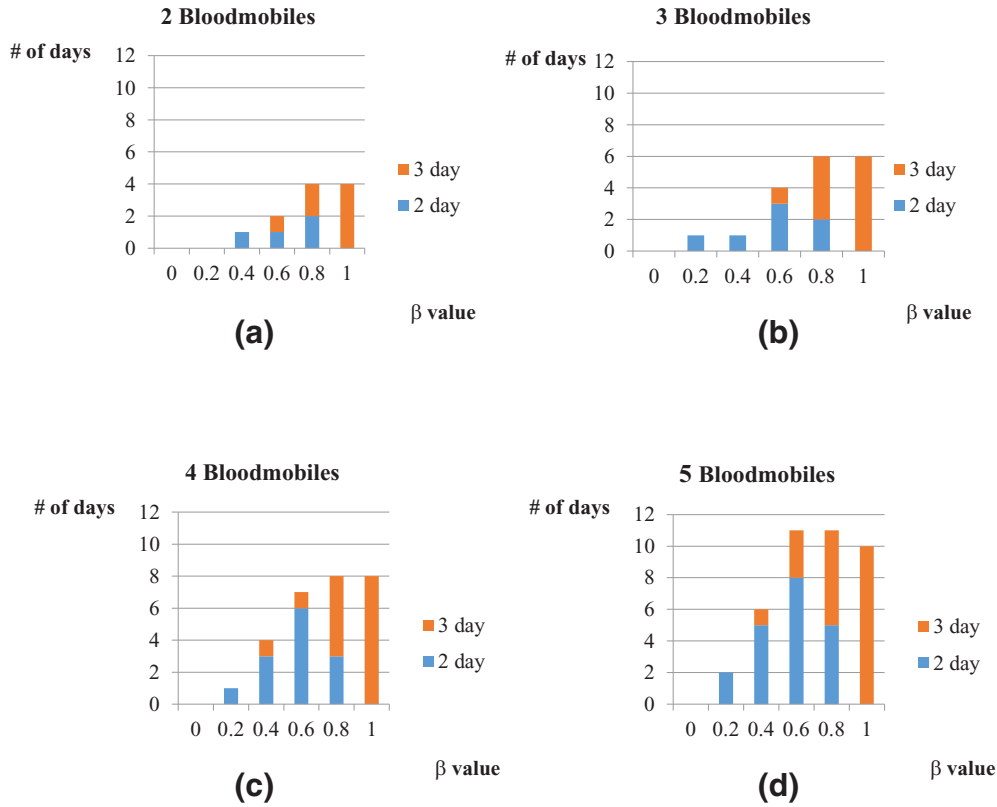 2 Bloodmobiles
# of days
12
10
8
6
4
2
0
0 0.2 0.4 0.6 0.8 1
3 day
2 day
β value
(a)
3 Bloodmobiles
# of days
12
10
8
6
4
2
0
0 0.2 0.4 0.6 0.8 1
3 day
2 day
β value
(b)
4 Bloodmobiles
# of days
12
10
8
6
4
2
0
0 0.2 0.4 0.6 0.8 1
3 day
2 day
β value
(c)
5 Bloodmobiles
# of days
12
10
8
6
4
2
0
0 0.2 0.4 0.6 0.8 1
3 day
2 day
β value
(d)